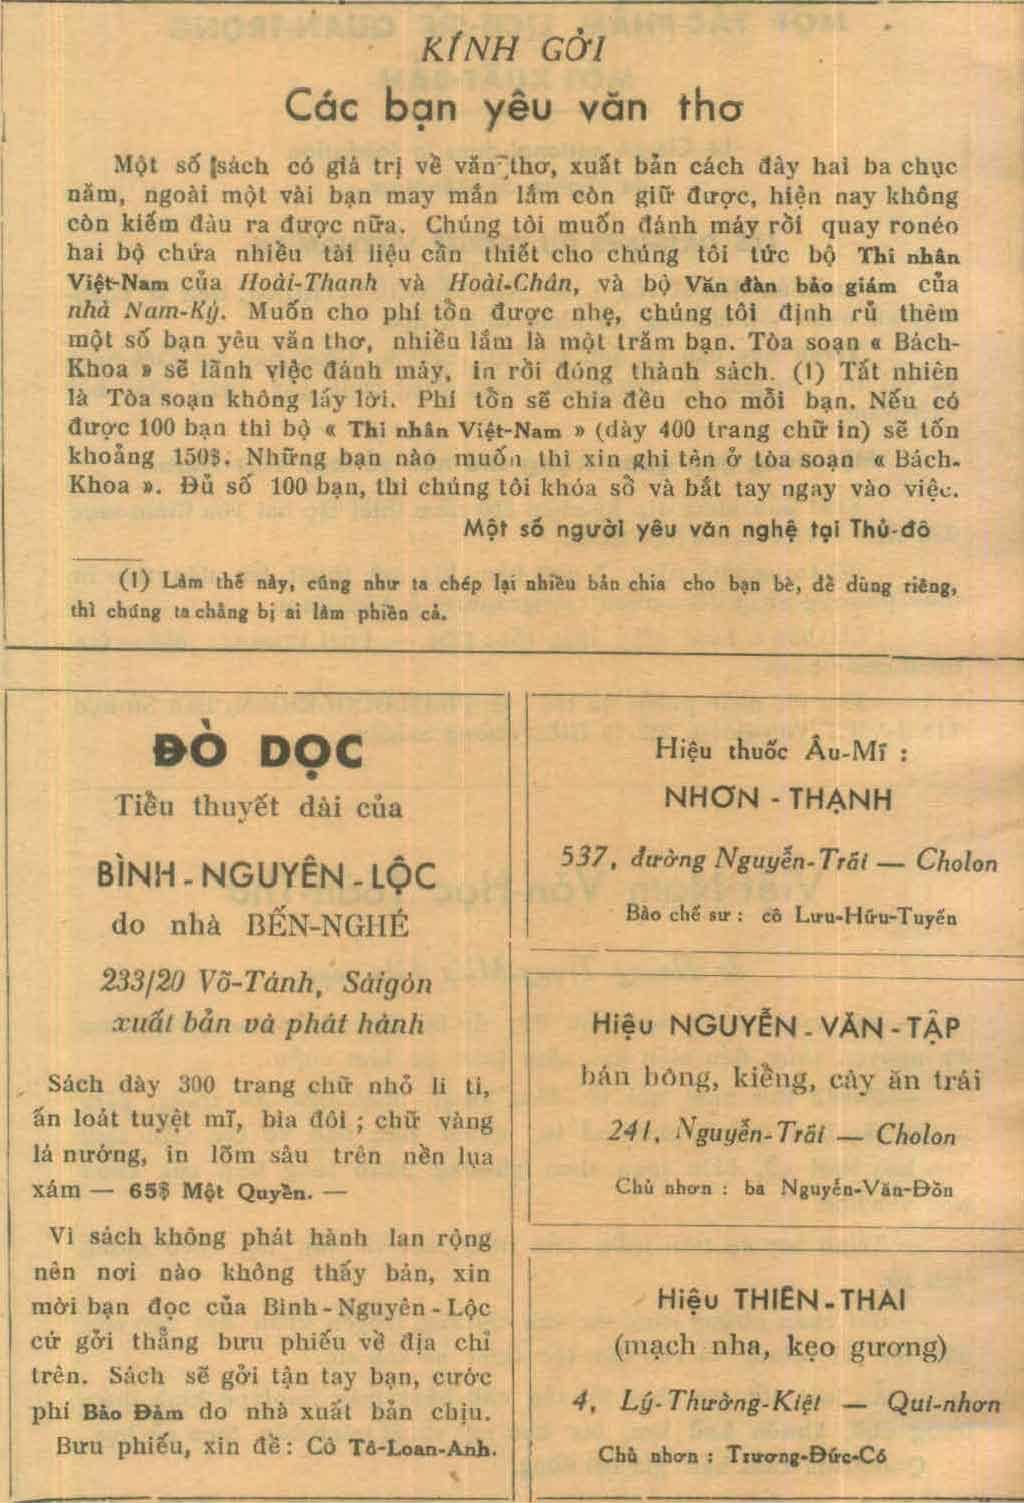 KÍNH GỞI
Các bạn yêu văn thơ
Một số sách có giá trị về văn thơ, xuất bản cách đây hai ba chục
năm, ngoài một vài bạn may mắn lắm còn giữ được, hiện nay không
còn kiếm đâu ra được nữa. Chúng tôi muốn đánh máy rồi quay ronéo
hai bộ chứa nhiều tài liệu cần thiết cho chúng tôi tức bộ Thi nhân
Việt-Nam của Hoài-Thanh và Hoài-Chân, và bộ Văn đàn bảo giám của
nhà Nam-Ký. Muốn cho phí tổn được nhẹ, chúng tôi định rủ thêm
một số bạn yêu văn thơ, nhiều lắm là một trăm bạn. Tòa soạn « Bách-
Khoa » sẽ lãnh việc đánh máy, in rồi đóng thành sách. (1) Tất nhiên
là Tòa soạn không lấy lời. Phí tổn sẽ chia đều cho mỗi bạn. Nếu có
được 100 bạn thì bộ « Thi nhân Việt-Nam » (dày 400 trang chữ in) sẽ tốn
khoảng 150$. Những bạn nào muốn thì xin ghi tên ở tòa soạn « Bách-
Khoa ». Đủ số 100 bạn, thì chúng tôi khóa sổ và bắt tay ngay vào việc.
Một số người yêu văn nghệ tại Thủ-đô
(1) Làm thế này, cũng như ta chép lại nhiều bản chia cho bạn bè, để dùng riêng,
thì chúng ta chẳng bị ai làm phiền cả.
ĐÒ DỌC
Tiểu thuyết dài của
BÌNH-NGUYÊN-LỘC
do nhà BẾN-NGHÉ
233/20 Võ-Tánh, Sàigòn
xuất bản và phát hành
Sách dày 300 trang chữ nhỏ li ti,
ấn loát tuyệt mĩ, bìa đôi ; chữ vàng
lá nướng, in lõm sâu trên nền lụa
xám — 65$ Một Quyển. —
Vì sách không phát hành lan rộng
nên nơi nào không thấy bán, xin
mời bạn đọc của Bình-Nguyên-Lộc
cứ gởi thẳng bưu phiếu về địa chỉ
trên. Sách sẽ gởi tận tay bạn, cước
phí Bảo Đảm do nhà xuất bản chịu.
Bưu phiếu, xin đề : Cô Tô-Loan-Anh.
Hiệu thuốc Âu-Mĩ :
NHƠN - THẠNH
537, đường Nguyễn-Trãi — Cholon
Bào chế sư : cô Lưu-Hữu-Tuyến
Hiệu NGUYỄN-VĂN-TẬP
bán bông, kiểng, cây ăn trái
241, Nguyễn-Trãi — Cholon
Chủ nhơn : bà Nguyễn-Văn-Đồn
Hiệu THIÊN-THAI
(mạch nha, kẹo gương)
4, Lý-Thường-Kiệt — Qui-nhơn
Chủ nhơn : Trương-Đức-Có